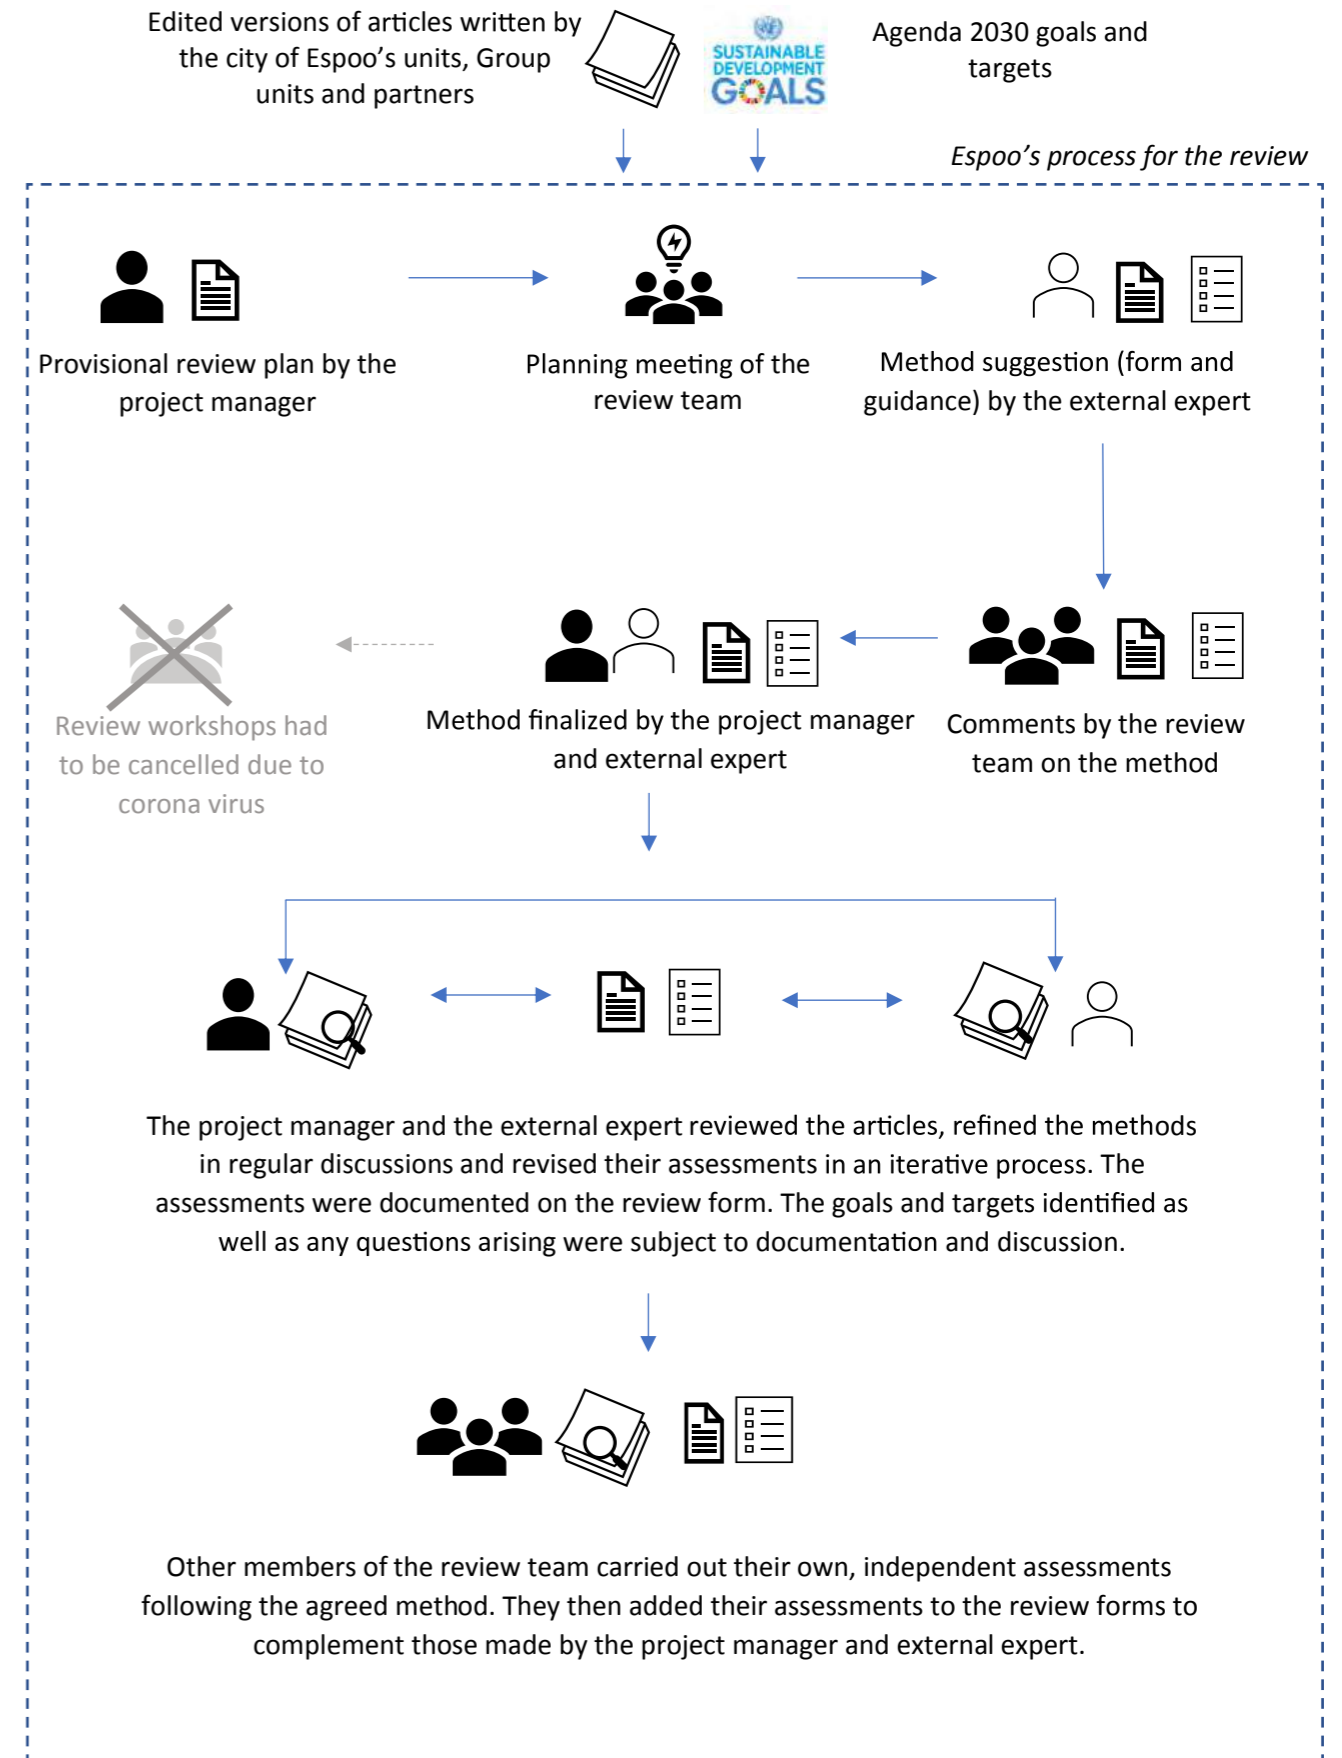 Edited versions of articles written by
the city of Espoo's units, Group
units and partners
SUSTAINABLE
DEVELOPMENT
GOALS
Agenda 2030 goals and
targets
Espoo's process for the review
Provisional review plan by the
project manager
Planning meeting of the
review team
Method suggestion (form and
guidance) by the external expert
Review workshops had
to be cancelled due to
corona virus
Method finalized by the project manager
and external expert
Comments by the review
team on the method
The project manager and the external expert reviewed the articles, refined the methods
in regular discussions and revised their assessments in an iterative process. The
assessments were documented on the review form. The goals and targets identified as
well as any questions arising were subject to documentation and discussion.
Other members of the review team carried out their own, independent assessments
following the agreed method. They then added their assessments to the review forms to
complement those made by the project manager and external expert.